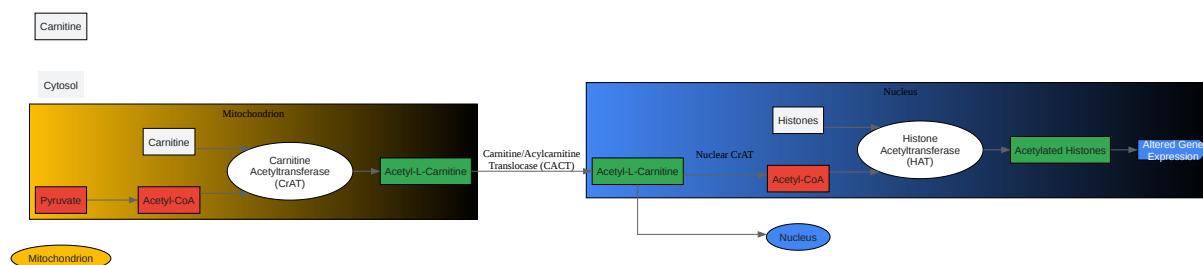 Carnitine
Cytosol
Mitochondrion
Carnitine
Carnitine
Acetyltransferase
(CrAT)
Acetyl-L-Carnitine
Pyruvate
Acetyl-CoA
Mitochondrion
Carnitine/Acylcarnitine
Translocase (CACT)
Nucleus
Histones
Nuclear CrAT
Acetyl-L-Carnitine
Acetyl-CoA
Histone
Acetyltransferase
(HAT)
Acetylated Histones
Altered Gene
Expression
Nucleus